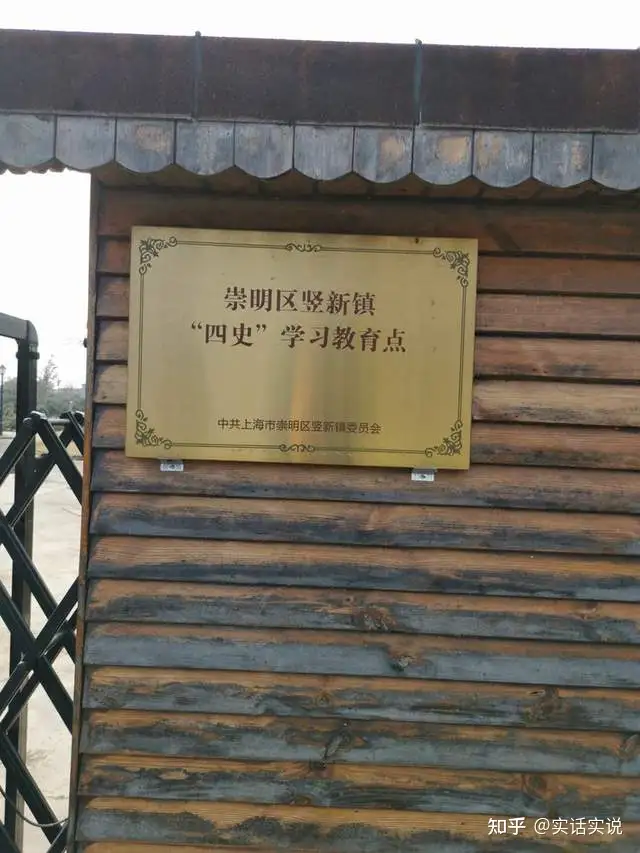 崇明区竖新镇
“四史”学习教育点
中共上海市崇明区竖新镇委员会
知乎 @实话实说